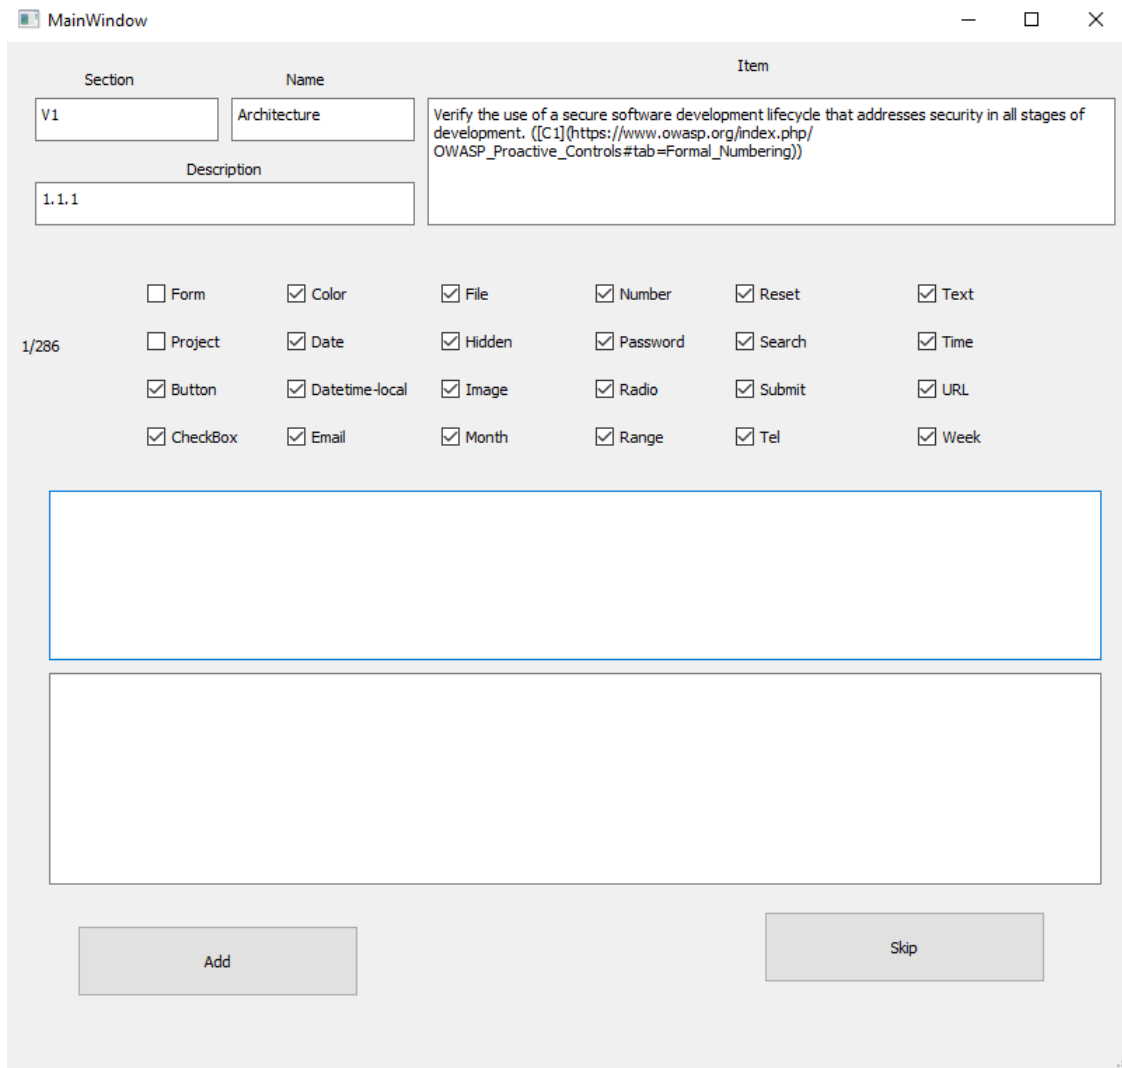 MainWindow
Section
Name
Item
V1
Architecture
Verify the use of a secure software development lifecycle that addresses security in all stages of
development. ([C1](https://www.owasp.org/index.php/
OWASP_Proactive_Controls#tab=Formal_Numbering))
Description
1.1.1
Form Color File Number Reset Text
1/286
Project Date Hidden Password Search Time
Button Datetime-local Image Radio Submit URL
CheckBox Email Month Range Tel Week
Add
Skip